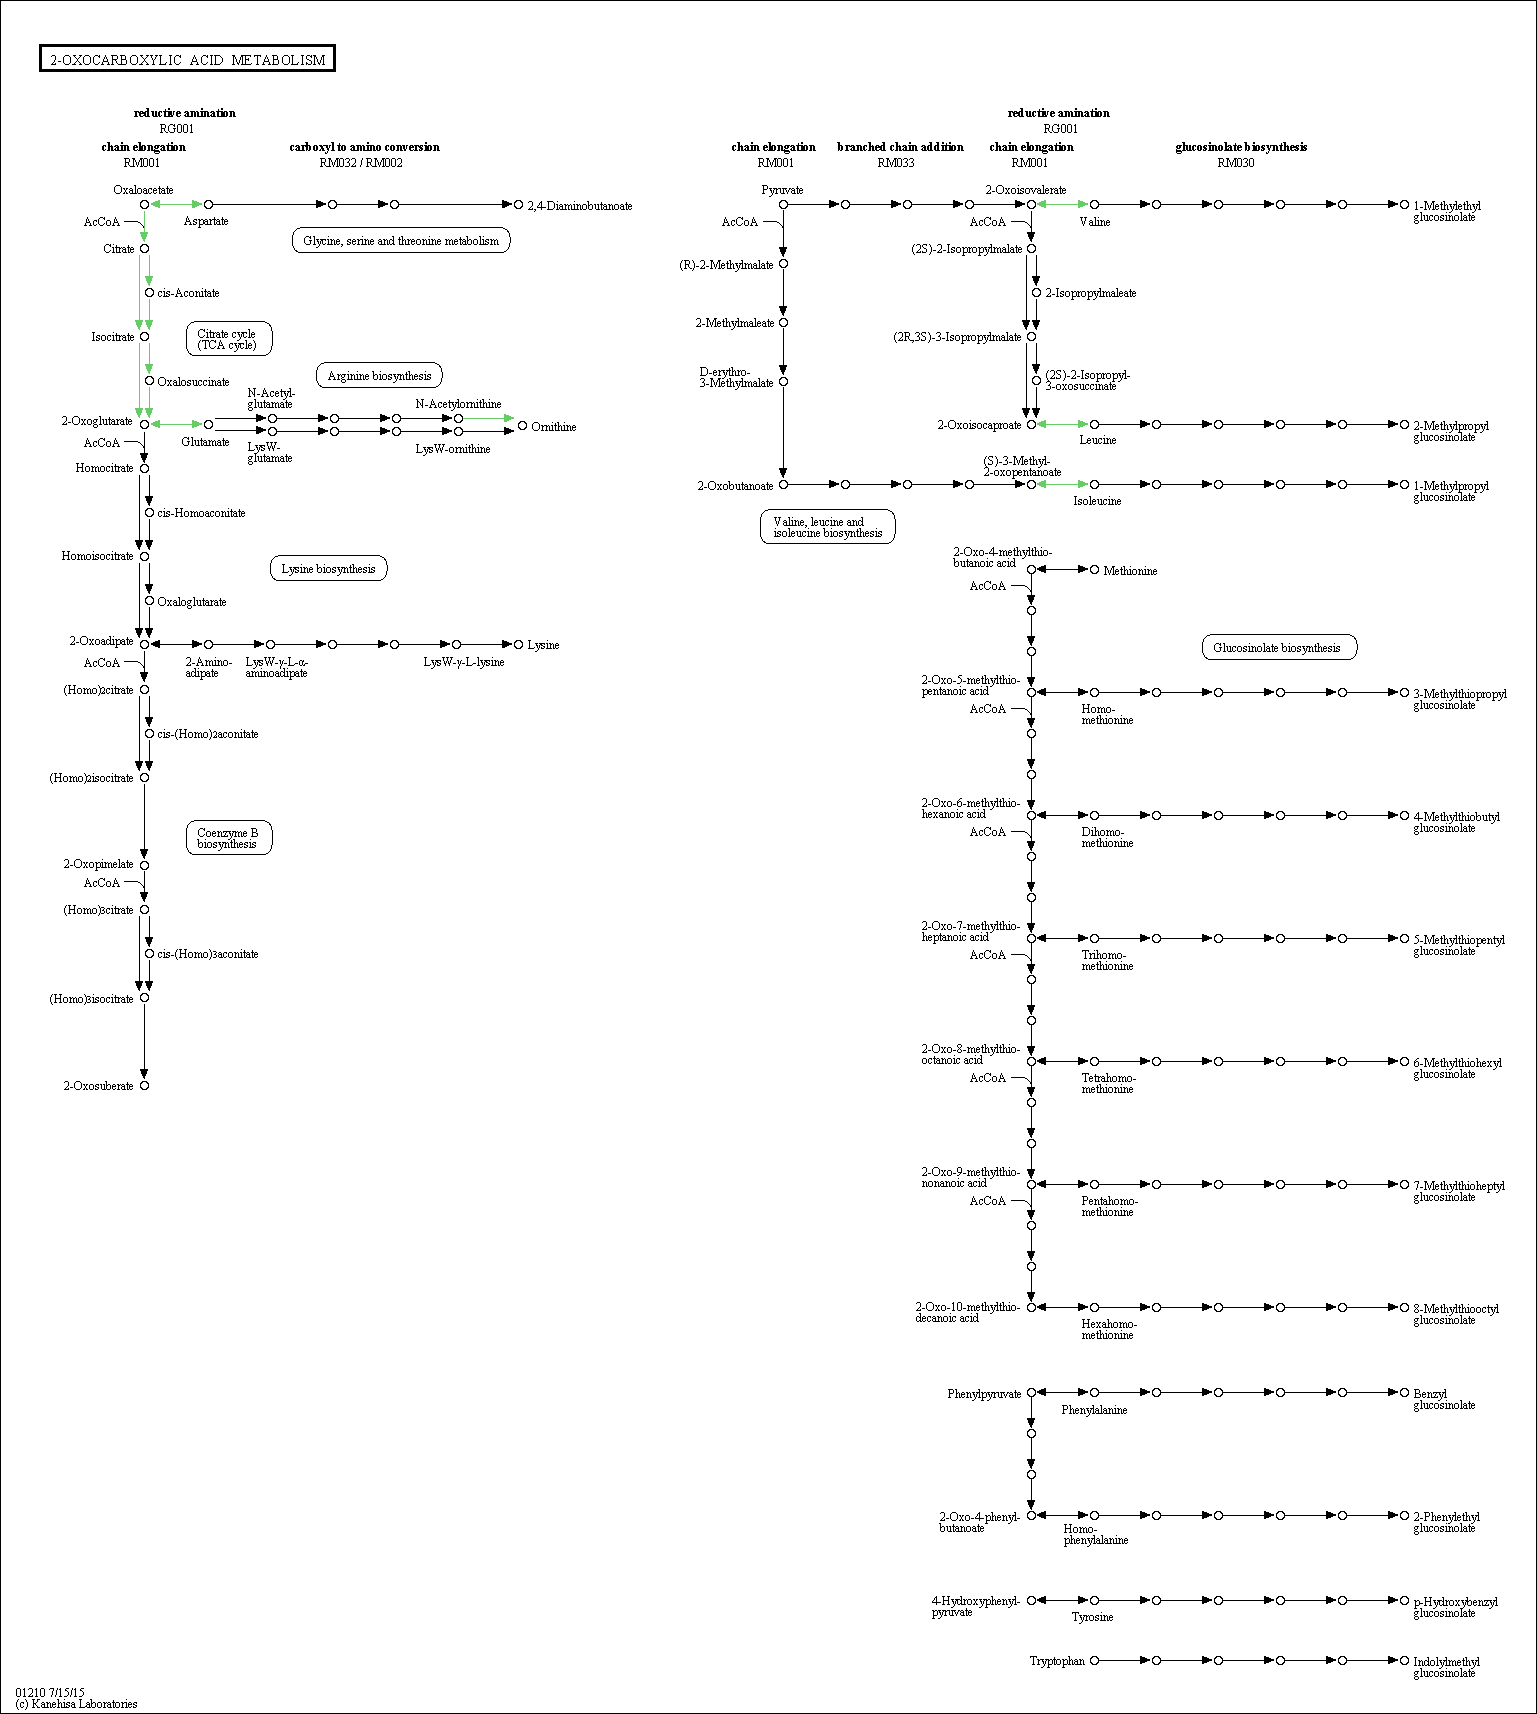 2-OXOCARBOXYLIC ACID METABOLISM
reductive amination
RG001
chain elongation
RM001
carboxyl to amino conversion
RM032 / RM002
Oxaloacetate
AcCoA
Aspartate
2,4-Diaminobutanoate
Glycine, serine and threonine metabolism
Citrate
cis-Aconitate
Isocitrate
Citrate cycle
(TCA cycle)
Oxalosuccinate
Arginine biosynthesis
2-Oxoglutarate
Glutamate
N-Acetyl-
glutamate
N-Acetylornithine
Ornithine
LysW-
glutamate
LysW-ornithine
AcCoA
Homocitrate
cis-Homoaconitate
Homoisocitrate
Lysine biosynthesis
Oxaloglutarate
2-Oxoadipate
2-Amino-
adipate
LysW-γ-L-α-
aminoadipate
LysW-γ-L-lysine
Lysine
AcCoA
(Homo)2citrate
cis-(Homo)2aconitate
(Homo)2isocitrate
Coenzyme B
biosynthesis
2-Oxopimelate
AcCoA
(Homo)3citrate
cis-(Homo)3aconitate
(Homo)3isocitrate
2-Oxosuberate
reductive amination
RG001
chain elongation
RM001
branched chain addition
RM033
chain elongation
RM001
glucosinolate biosynthesis
RM030
Pyruvate
AcCoA
(R)-2-Methylmalate
2-Methylmaleate
D-erythro-
3-Methylmalate
2-Oxobutanoate
Valine, leucine and
isoleucine biosynthesis
2-Oxoisovalerate
AcCoA
Valine
1-Methylethyl
glucosinolate
(2S)-2-Isopropylmalate
2-Isopropylmaleate
(2R,3S)-3-Isopropylmalate
(2S)-2-Isopropyl-
3-oxosuccinate
2-Oxoisocaproate
Leucine
2-Methylpropyl
glucosinolate
(S)-3-Methyl-
2-oxopentanoate
Isoleucine
1-Methylpropyl
glucosinolate
2-Oxo-4-methylthio-
butanoic acid
Methionine
AcCoA
Glucosinolate biosynthesis
2-Oxo-5-methylthio-
pentanoic acid
AcCoA
Homo-
methionine
3-Methylthiopropyl
glucosinolate
2-Oxo-6-methylthio-
hexanoic acid
AcCoA
Dihomo-
methionine
4-Methylthiobutyl
glucosinolate
2-Oxo-7-methylthio-
heptanoic acid
AcCoA
Trihomo-
methionine
5-Methylthiopentyl
glucosinolate
2-Oxo-8-methylthio-
octanoic acid
AcCoA
Tetrahomo-
methionine
6-Methylthiohexyl
glucosinolate
2-Oxo-9-methylthio-
nonanoic acid
AcCoA
Pentahomo-
methionine
7-Methylthioheptyl
glucosinolate
2-Oxo-10-methylthio-
decanoic acid
Hexahomo-
methionine
8-Methylthiooctyl
glucosinolate
Phenylpyruvate
Phenylalanine
Benzyl
glucosinolate
2-Oxo-4-phenyl-
butanoate
Homo-
phenylalanine
2-Phenylethyl
glucosinolate
4-Hydroxyphenyl-
pyruvate
Tyrosine
p-Hydroxybenzyl
glucosinolate
Tryptophan
Indolylmethyl
glucosinolate
01210 7/15/15
(c) Kanehisa Laboratories